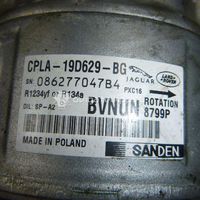 CPLA-19D629-BG
JAGUAR
LAND ROVER
SN: 086277047B4
PXC16
R1234yf or R134a
OIL: SP-A2
BVNUN
ROTATION
8799P
MADE IN POLAND
SANDEN